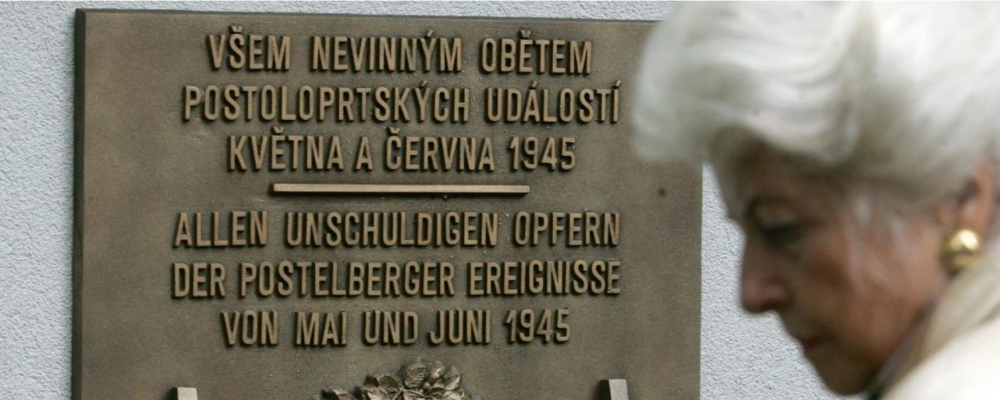 VŠEM NEVINNÝM OBĚTEM
POSTOLOPRTSKÝCH UDÁLOSTÍ
KVĚTNA A ČERVNA 1945
ALLEN UNSCHULDIGEN OPFERN
DER POSTELBERGER EREIGNISSE
VON MAI UND JUNI 1945